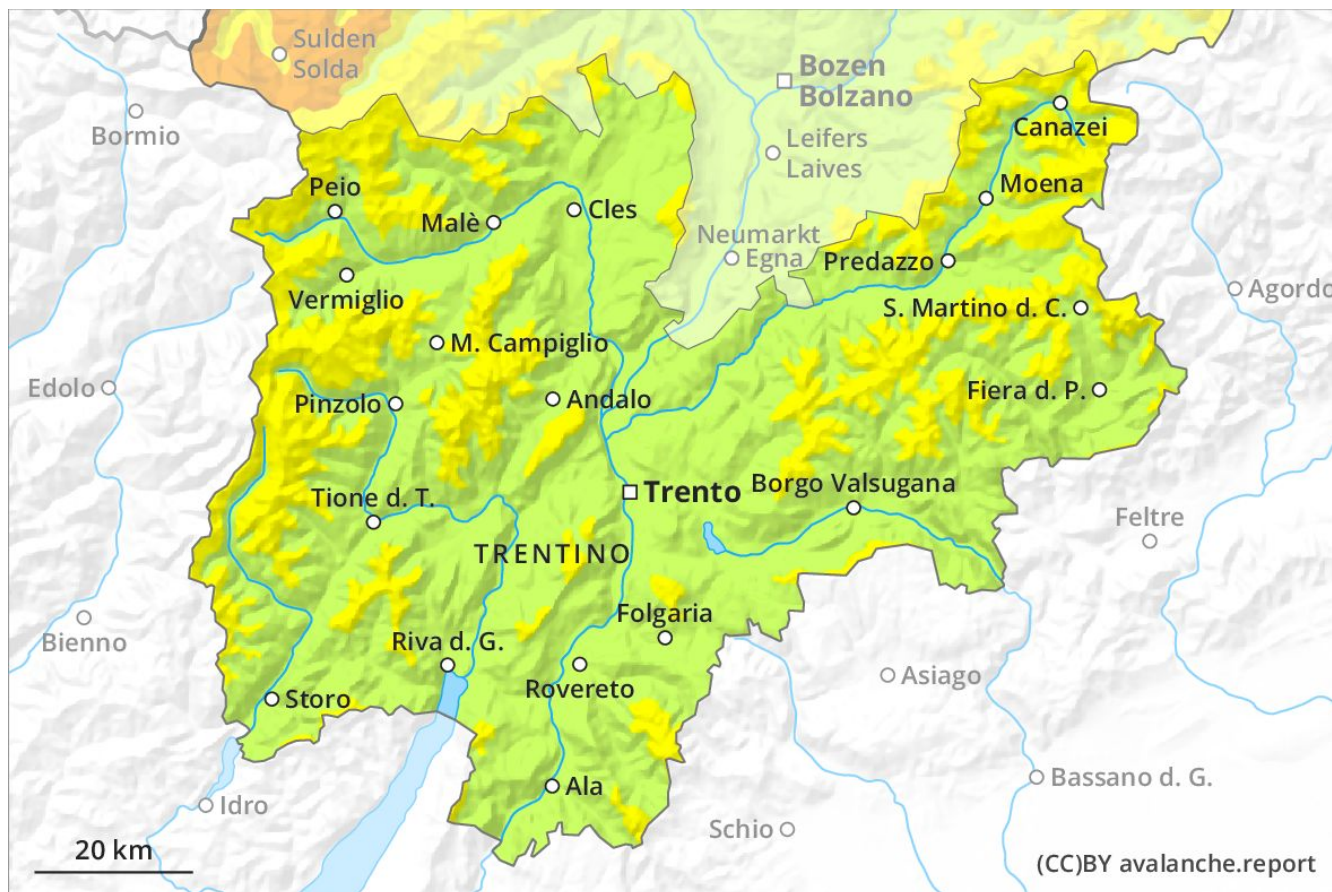 Sulden
Solda
Bozen
Bolzano
Bormio
Canazei
Leifers
Laives
Peio
Moena
Malè
Cles
Neumarkt
Egna
Predazzo
Vermiglio
Agordo
S. Martino d. C.
M. Campiglio
Edolo
Pinzolo
Andalo
Fiera d. P.
Trento
Borgo Valsugana
Tione d. T.
Feltre
TRENTINO
Folgaria
Bienno
Riva d. G.
Asiago
Storo
Rovereto
Bassano d. G.
Ala
Idro
Schio
20 km
(CC)BY avalanche.report